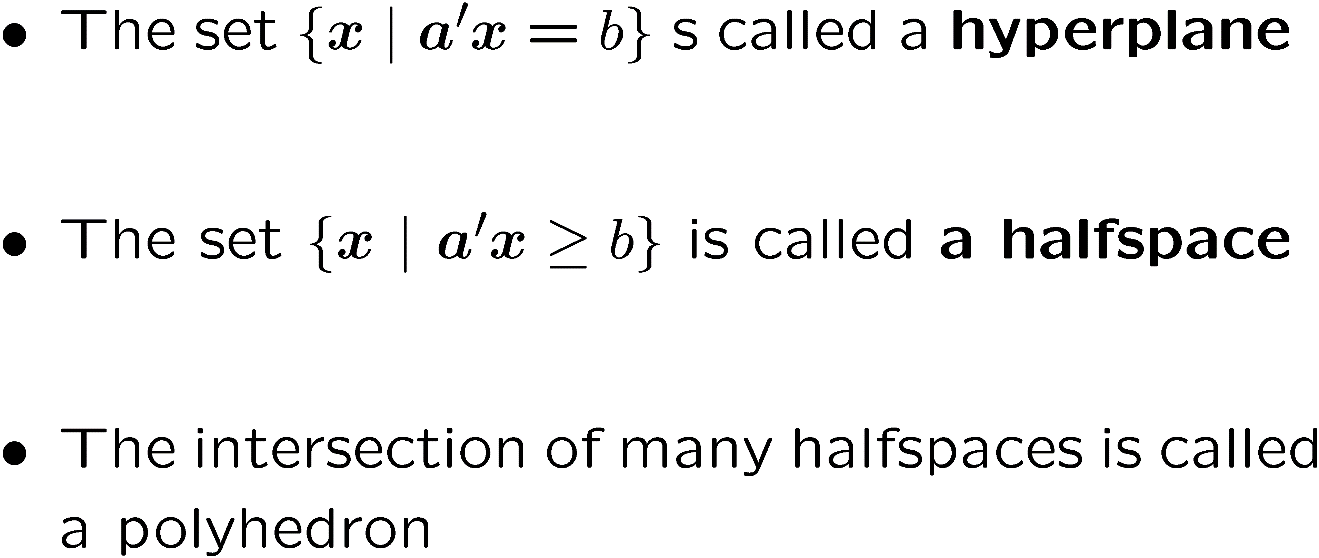 • The set {x | a′x = b} s called a hyperplane
• The set {x | a′x ≥ b} is called a halfspace
• The intersection of many halfspaces is called
a polyhedron